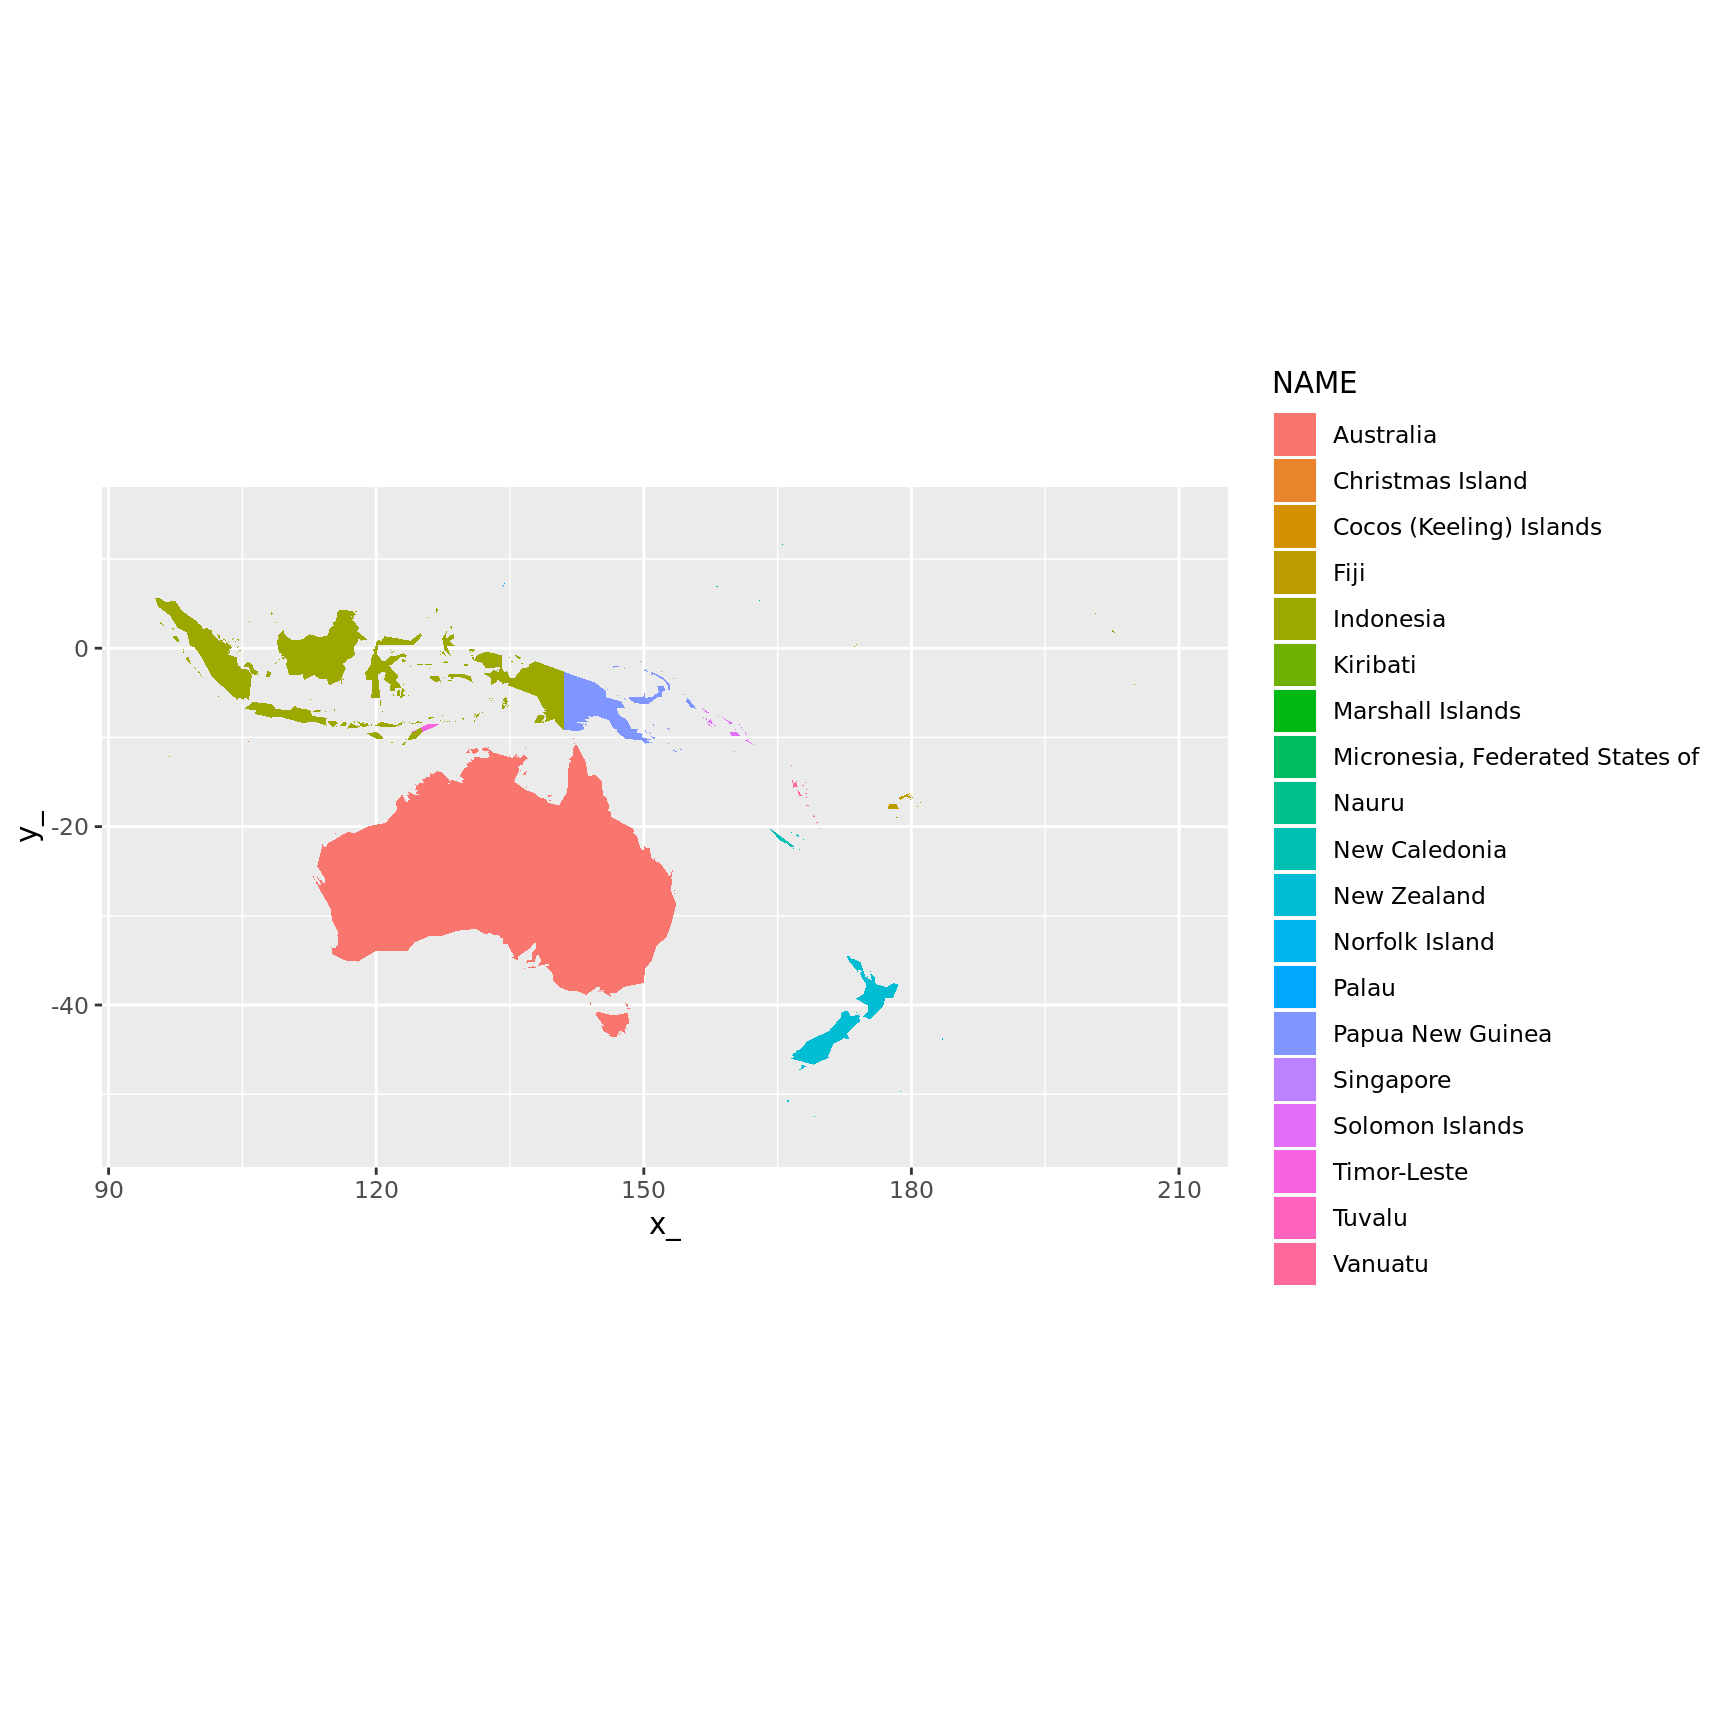 NAME
Australia
Christmas Island
Cocos (Keeling) Islands
Fiji
Indonesia
Kiribati
Marshall Islands
Micronesia, Federated States of
Nauru
New Caledonia
New Zealand
Norfolk Island
Palau
Papua New Guinea
Singapore
Solomon Islands
Timor-Leste
Tuvalu
Vanuatu
0
-20
-40
y_
90 120 150 180 210
x_